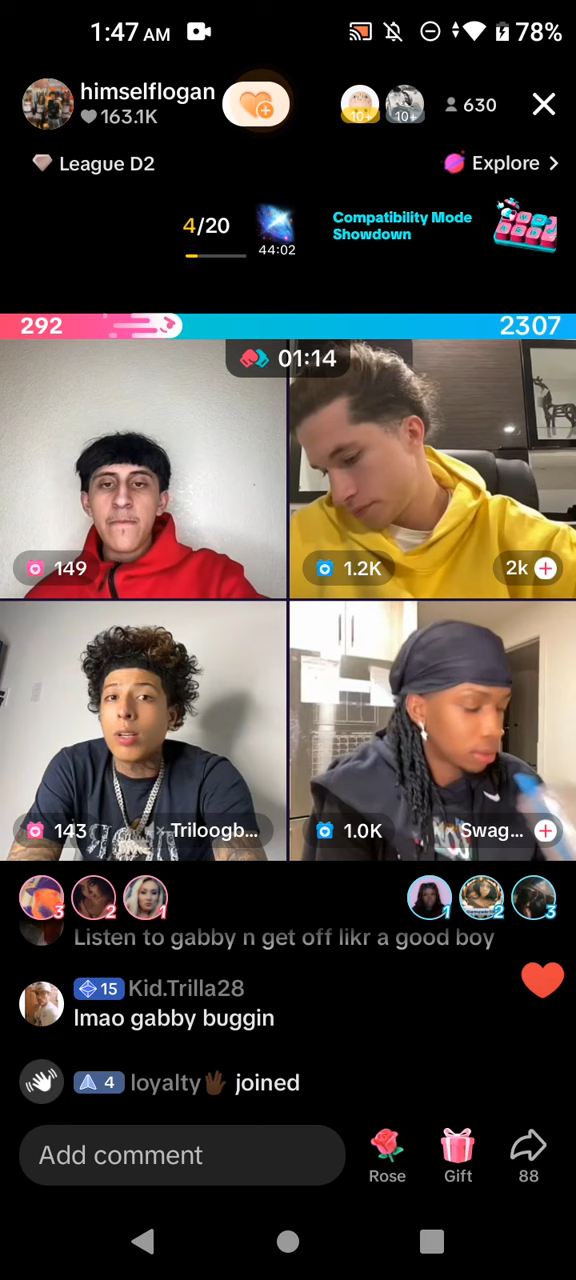 1:47 AM
78%
himselflogan
163.1K
10+
10+
630
League D2
Explore
4/20
44:02
Compatibility Mode
Showdown
292
2307
01:14
149
1.2K
2k
143
Triloogb...
1.0K
Swag...
3
2
1
1
2
3
Listen to gabby n get off likr a good boy
15 Kid.Trilla28
lmao gabby buggin
4 loyalty🖖🏿 joined
Add comment
Rose
Gift
88